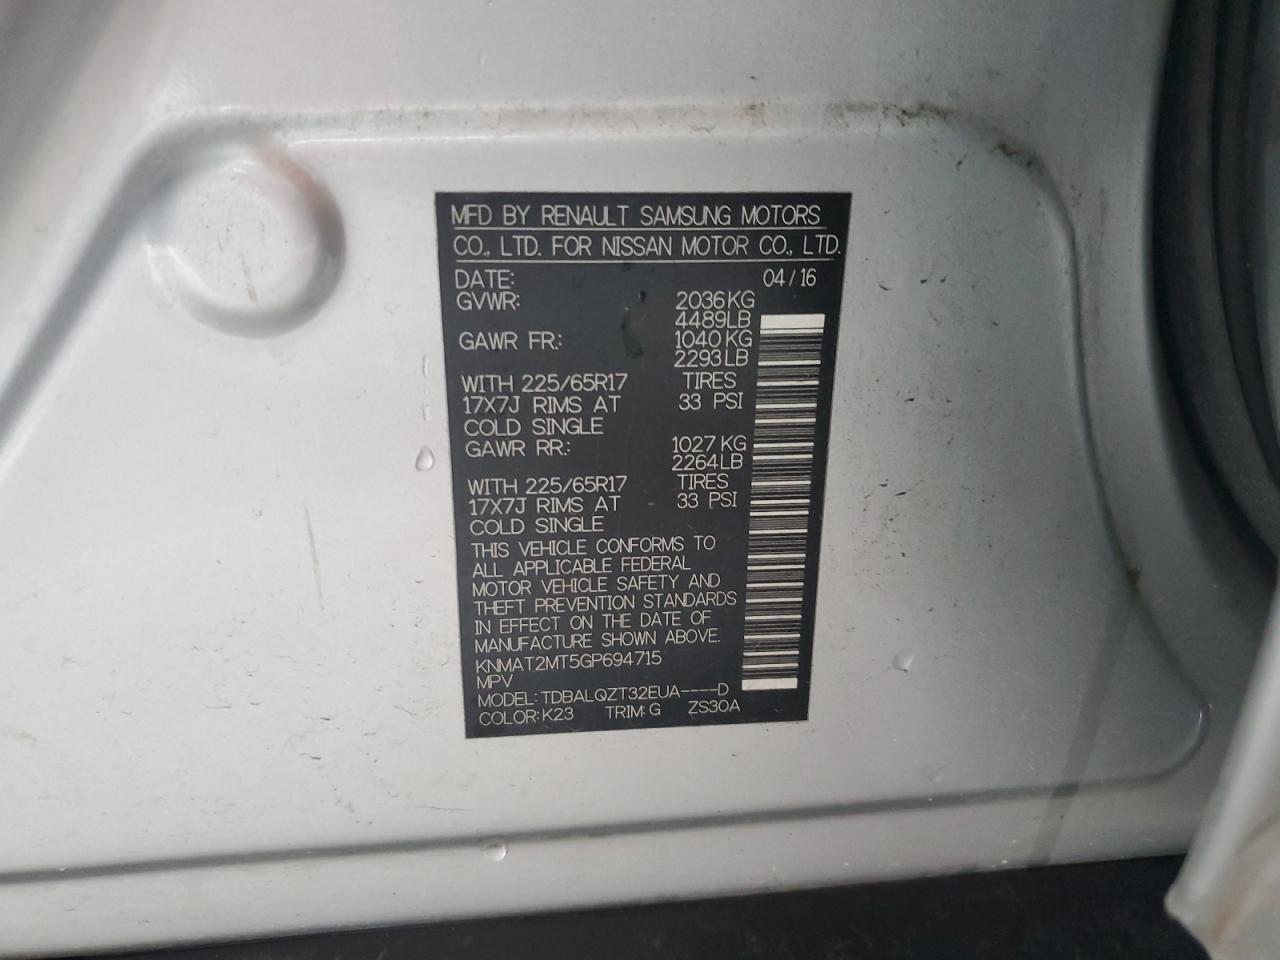 MFD BY RENAULT SAMSUNG MOTORS
CO., LTD. FOR NISSAN MOTOR CO., LTD.
DATE: 04/16
GVWR: 2036KG
4489LB
GAWR FR.: 1040KG
2293LB
WITH 225/65R17 TIRES
17X7J RIMS AT 33 PSI
COLD SINGLE
GAWR RR.: 1027KG
2264LB
WITH 225/65R17 TIRES
17X7J RIMS AT 33 PSI
COLD SINGLE
THIS VEHICLE CONFORMS TO
ALL APPLICABLE FEDERAL
MOTOR VEHICLE SAFETY AND
THEFT PREVENTION STANDARDS
IN EFFECT ON THE DATE OF
MANUFACTURE SHOWN ABOVE.
KNMAT2MT5GP694715
MPV
MODEL: TDBALQZT32EUA----D
COLOR: K23 TRIM: G ZS30A